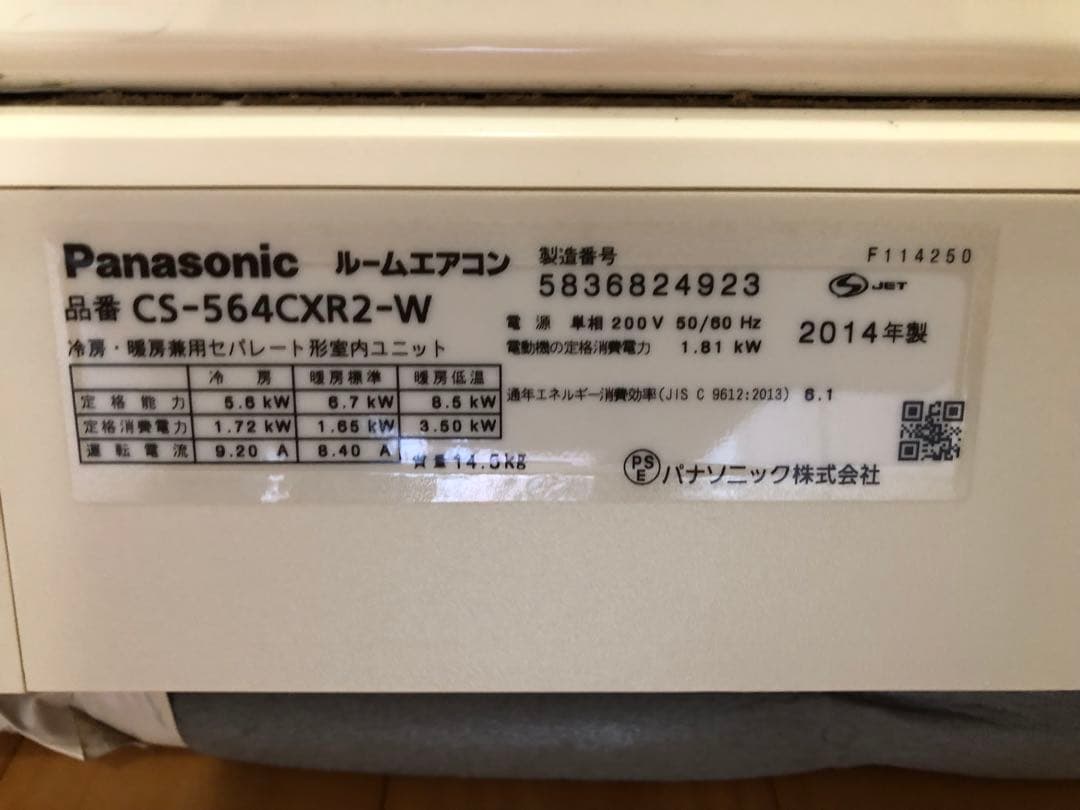 Panasonic ルームエアコン
品番 CS-564CXR2-W
冷房・暖房兼用セパレート形室内ユニット
冷房 暖房標準 暖房低温
定格能力 5.6 kW 6.7 kW 8.5 kW
定格消費電力 1.72 kW 1.65 kW 3.50 kW
運転電流 9.20 A 8.40 A
質量 14.5kg
製造番号
5836824923
F114250
JET
電源 単相 200V 50/60 Hz
電動機の定格消費電力 1.81 kW
2014年製
通年エネルギー消費効率(JIS C 9612:2013) 6.1
PSE パナソニック株式会社